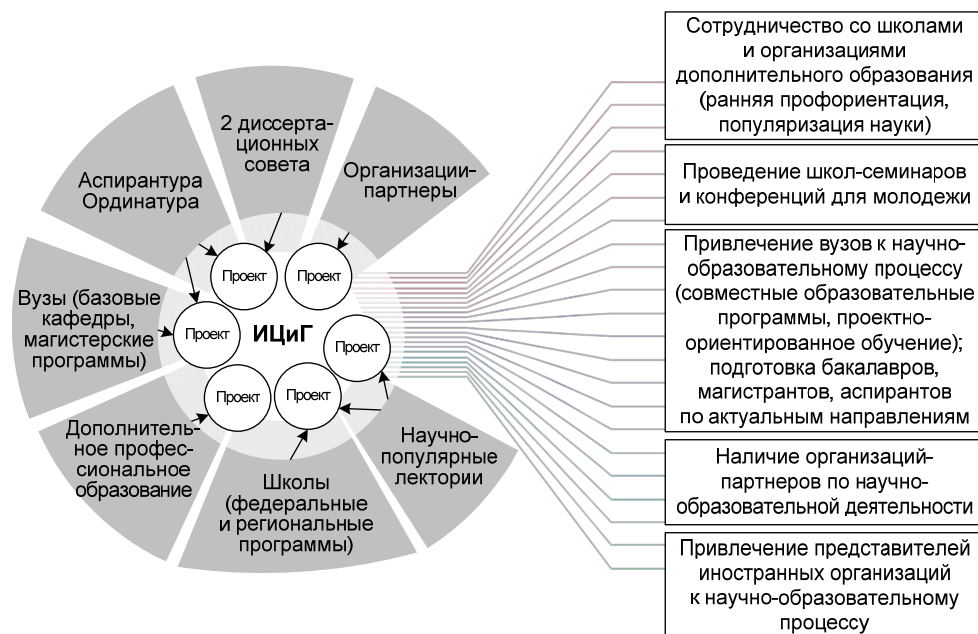 2 диссерта-
ционных
совета
Организации-
партнеры
Аспирантура
Ординатура
Вузы (базовые
кафедры,
магистерские
программы)
Дополнитель-
ное профес-
сиональное
образование
Школы
(федеральные
и региональные
программы)
Научно-
популярные
лектории
Проект
Проект
Проект
ИЦиГ
Проект
Проект
Проект
Сотрудничество со школами
и организациями
дополнительного образования
(ранняя профориентация,
популяризация науки)
Проведение школ-семинаров
и конференций для молодежи
Привлечение вузов к научно-
образовательному процессу
(совместные образовательные
программы, проектно-
ориентированное обучение);
подготовка бакалавров,
магистрантов, аспирантов
по актуальным направлениям
Наличие организаций-
партнеров по научно-
образовательной деятельности
Привлечение представителей
иностранных организаций
к научно-образовательному
процессу